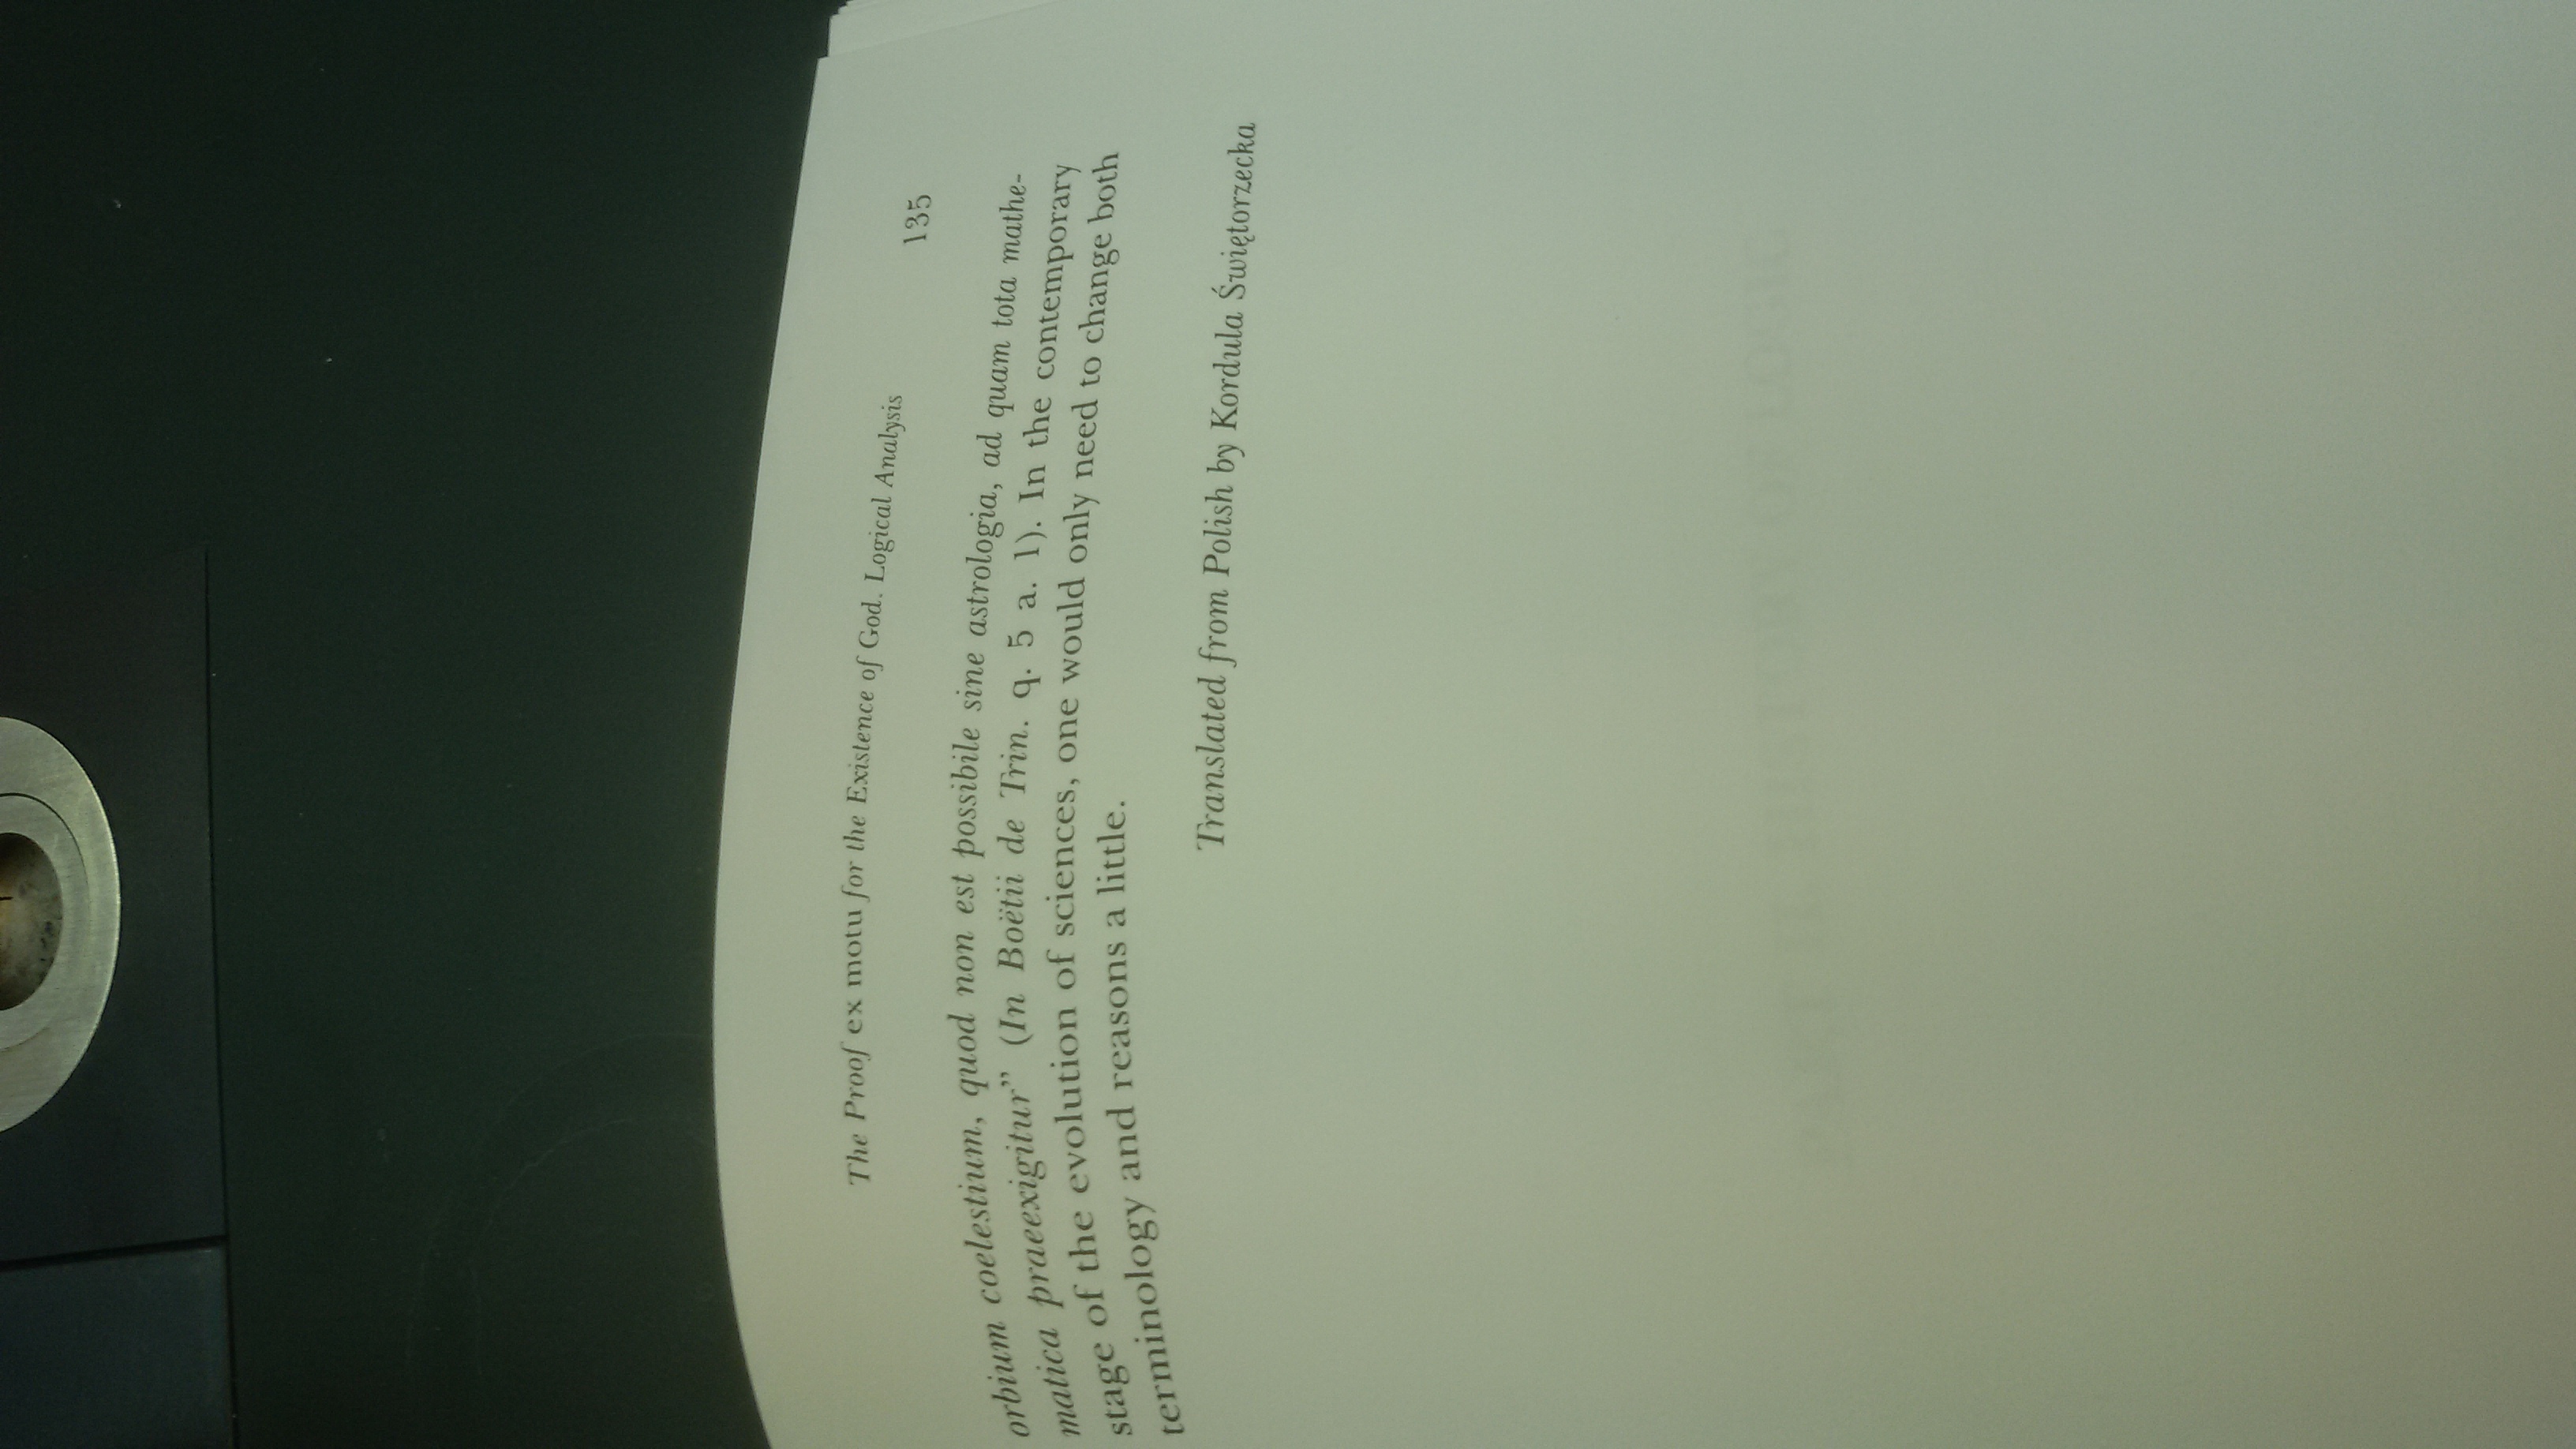 The Proof ex motu for the Existence of God. Logical Analysis 135
orbium coelestium, quod non est possibile sine astrologia, ad quam tota mathe-
matica praeexigitur” (In Boëtii de Trin. q. 5 a. 1). In the contemporary
stage of the evolution of sciences, one would only need to change both
terminology and reasons a little.
Translated from Polish by Kordula Świętorzecka